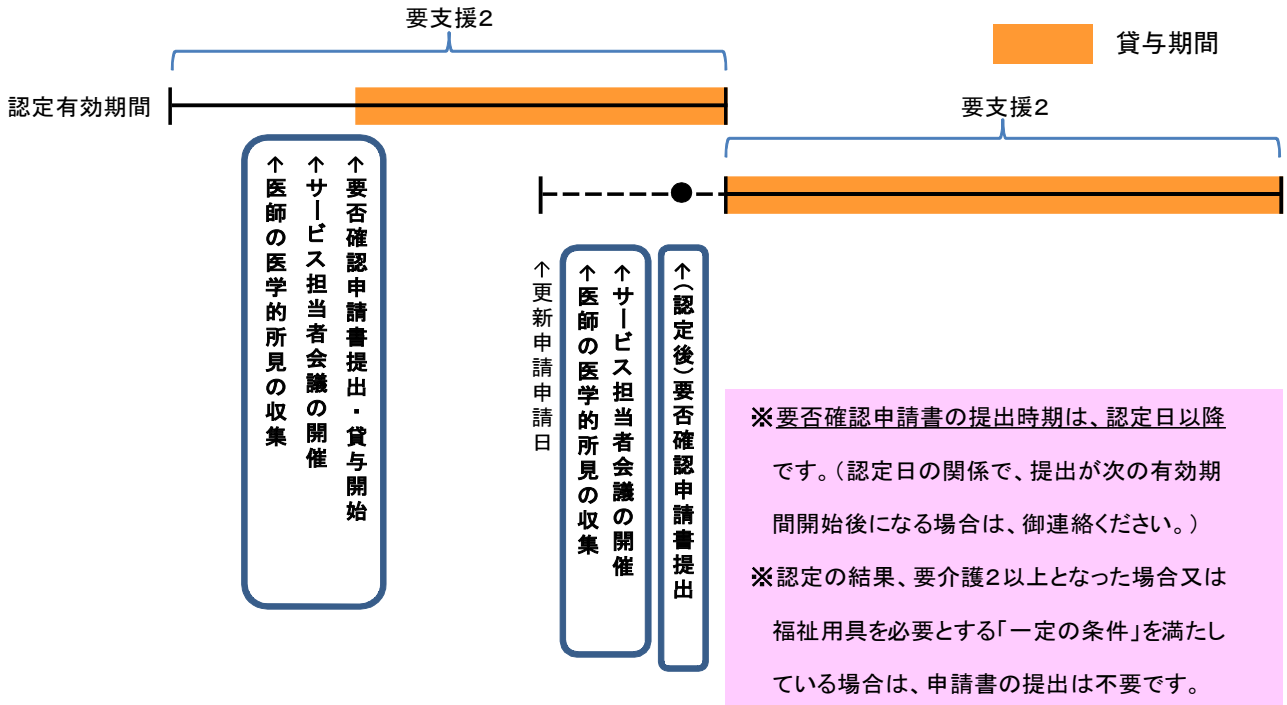 要支援2
貸与期間
認定有効期間
要支援2
↑医師の医学的所見の収集
↑サービス担当者会議の開催
↑要否確認申請書提出・貸与開始
↑更新申請申請日
↑医師の医学的所見の収集
↑サービス担当者会議の開催
↑(認定後)要否確認申請書提出
※要否確認申請書の提出時期は、認定日以降
です。(認定日の関係で、提出が次の有効期
間開始後になる場合は、御連絡ください。)
※認定の結果、要介護2以上となった場合又は
福祉用具を必要とする「一定の条件」を満たし
ている場合は、申請書の提出は不要です。